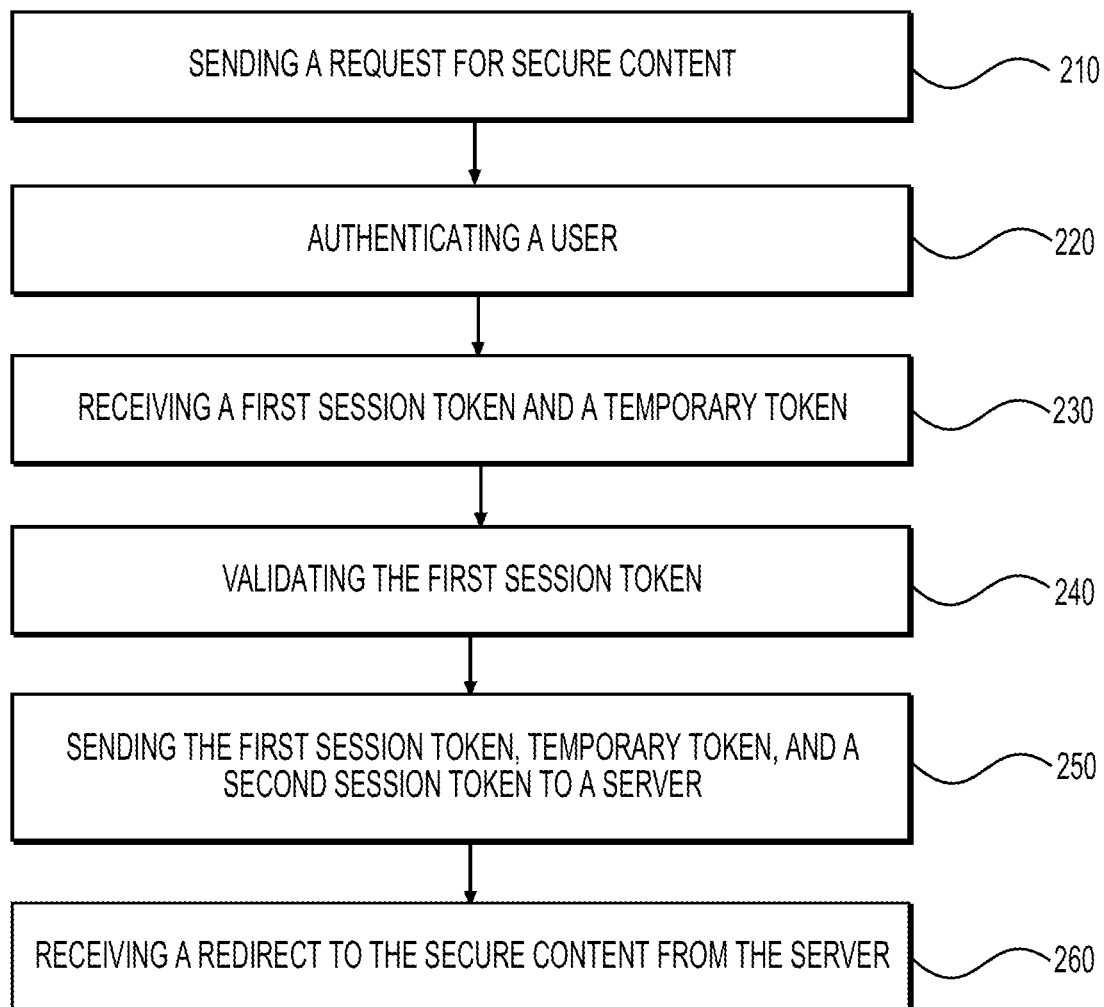 SENDING A REQUEST FOR SECURE CONTENT
210
AUTHENTICATING A USER
220
RECEIVING A FIRST SESSION TOKEN AND A TEMPORARY TOKEN
230
VALIDATING THE FIRST SESSION TOKEN
240
SENDING THE FIRST SESSION TOKEN, TEMPORARY TOKEN, AND A
SECOND SESSION TOKEN TO A SERVER
250
RECEIVING A REDIRECT TO THE SECURE CONTENT FROM THE SERVER
260